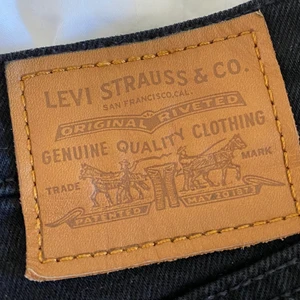 LEVI STRAUSS & CO.
SAN FRANCISCO, CAL.
ORIGINAL RIVETED
GENUINE QUALITY CLOTHING
TRADE MARK
PATENTED MAY 20 1873